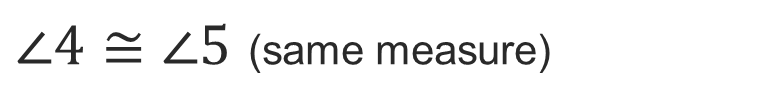 ∠4 ≅ ∠5 (same measure)